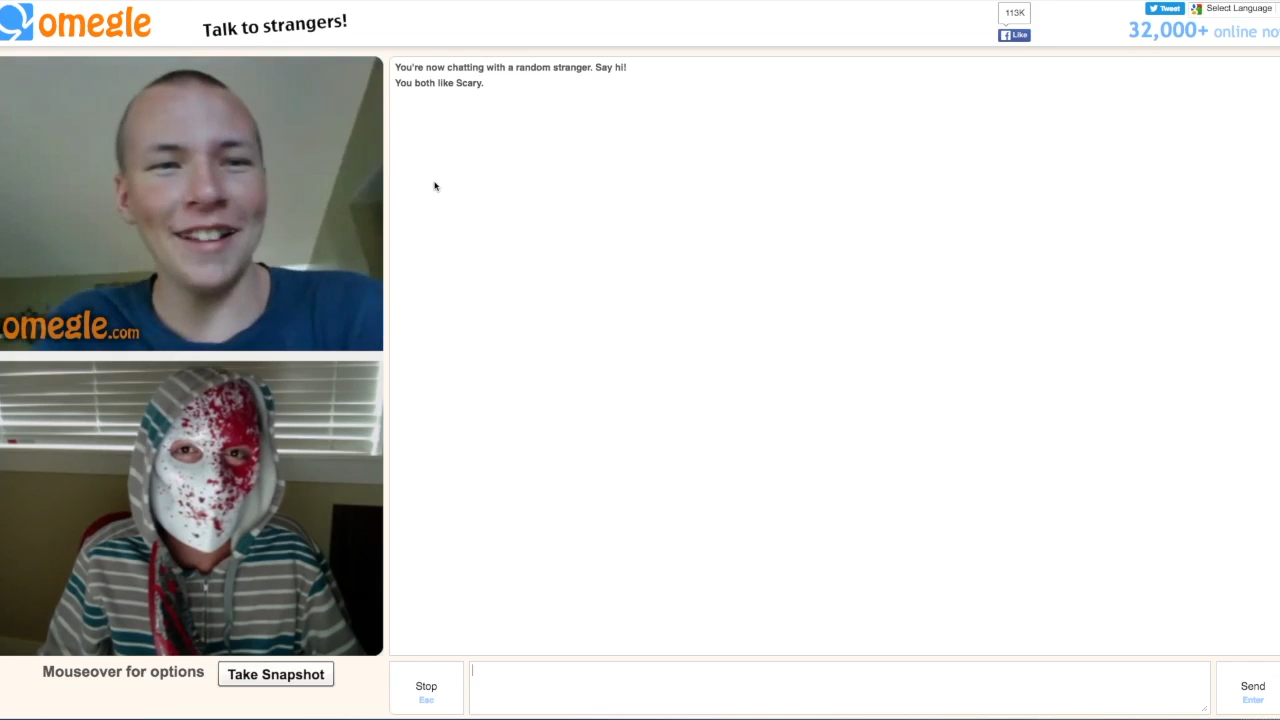 omegle
Talk to strangers!
113K
Like
Tweet
Select Language
32,000+ online no
You're now chatting with a random stranger. Say hi!
You both like Scary.
omegle.com
Mouseover for options
Take Snapshot
Stop
Esc
Send
Enter